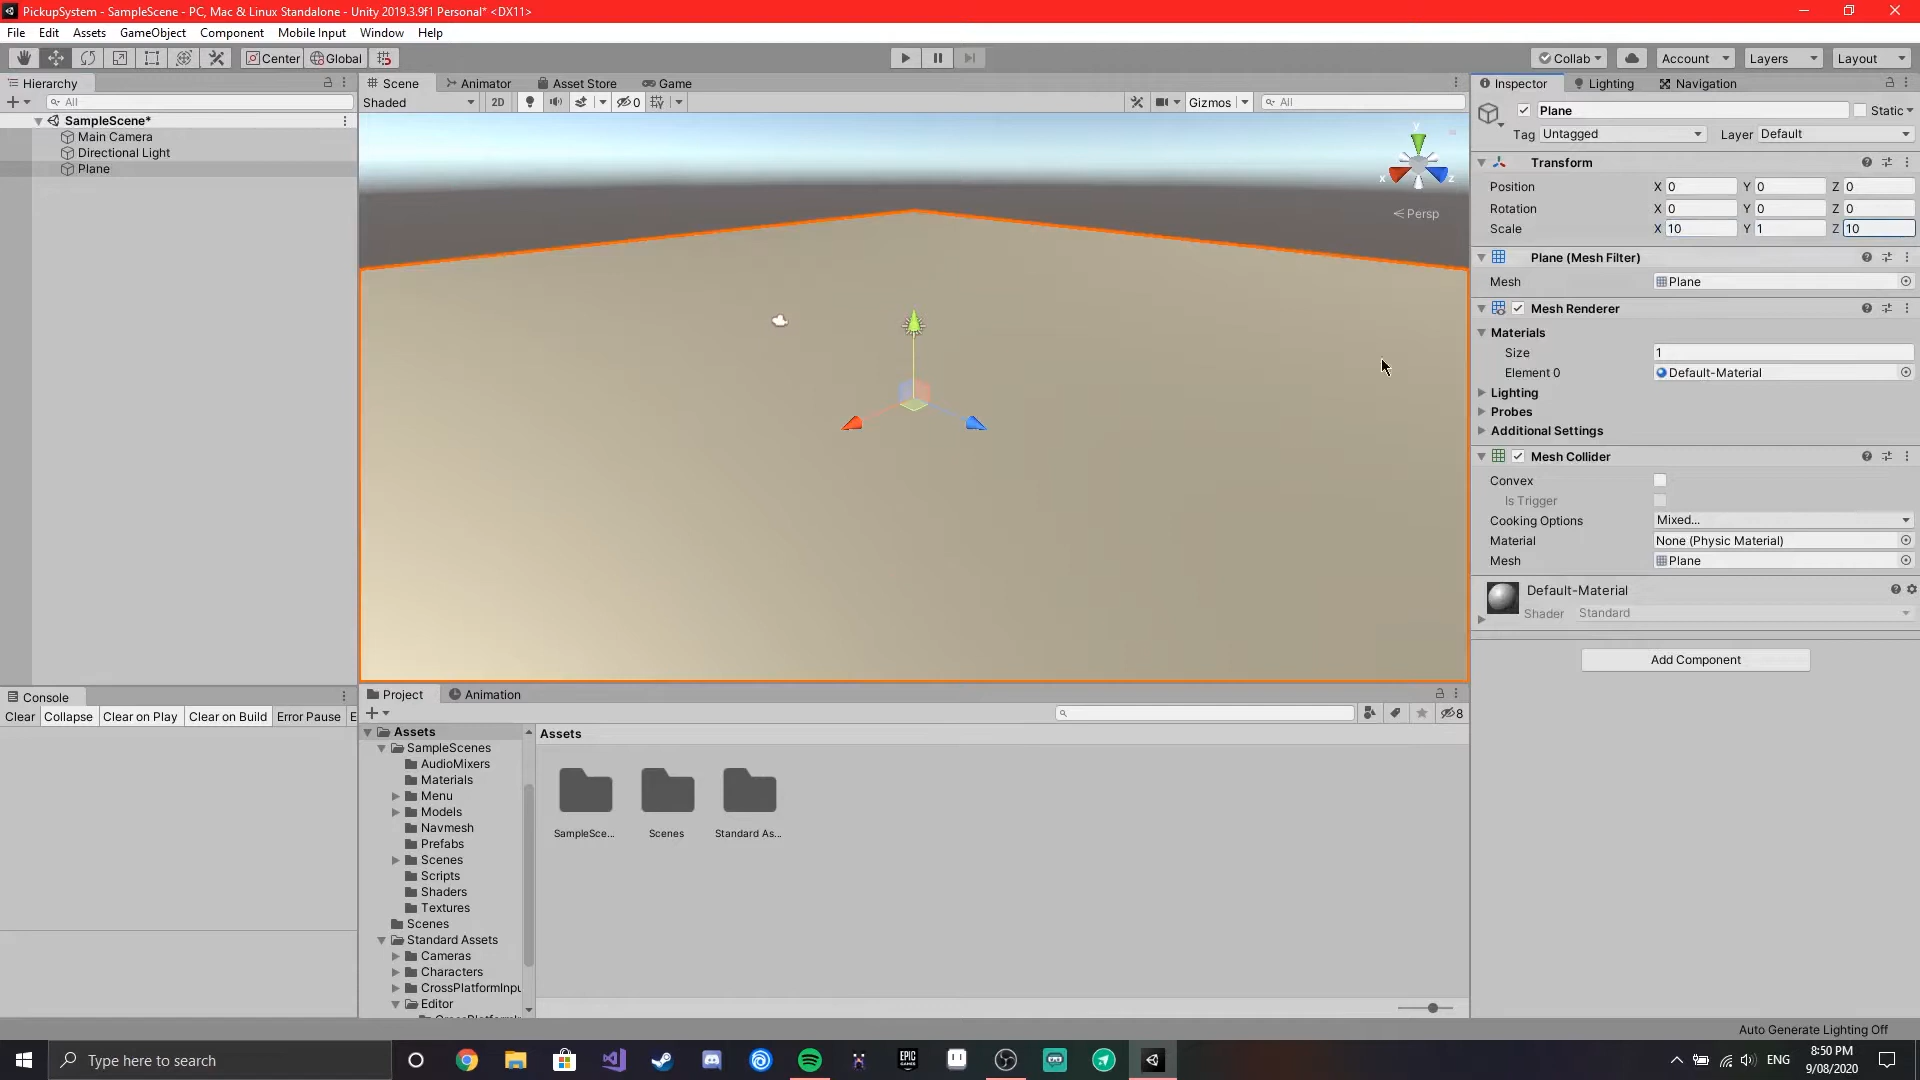 PickupSystem - SampleScene - PC, Mac & Linux Standalone - Unity 2019.3.9f1 Personal* <DX11>
File Edit Assets GameObject Component Mobile Input Window Help
Center Global
Collab Account Layers Layout
Hierarchy
All
SampleScene*
Main Camera
Directional Light
Plane
Scene Animator Asset Store Game
Shaded 2D 0 Gizmos All
y
x z
Persp
Inspector Lighting Navigation
Plane Static
Tag Untagged Layer Default
Transform
Position X 0 Y 0 Z 0
Rotation X 0 Y 0 Z 0
Scale X 10 Y 1 Z 10
Plane (Mesh Filter)
Mesh Plane
Mesh Renderer
Materials
Size 1
Element 0 Default-Material
Lighting
Probes
Additional Settings
Mesh Collider
Convex
Is Trigger
Cooking Options Mixed...
Material None (Physic Material)
Mesh Plane
Default-Material
Shader Standard
Add Component
Console
Clear Collapse Clear on Play Clear on Build Error Pause E
Project Animation
8
Assets
SampleScenes
AudioMixers
Materials
Menu
Models
Navmesh
Prefabs
Scenes
Scripts
Shaders
Textures
Scenes
Standard Assets
Cameras
Characters
CrossPlatformInpu
Editor
Assets
SampleSce... Scenes Standard As...
Auto Generate Lighting Off
Type here to search
EPIC GAMES
ENG
8:50 PM
9/08/2020